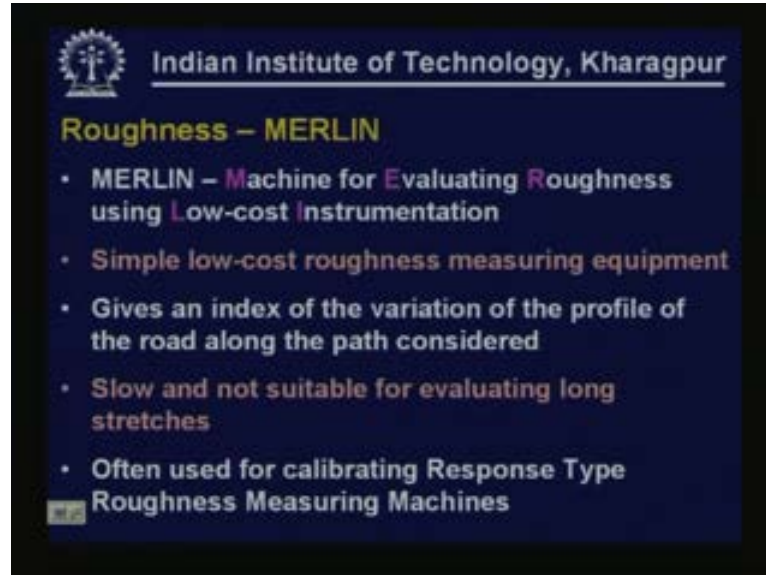 Indian Institute of Technology, Kharagpur
Roughness – MERLIN
• MERLIN – Machine for Evaluating Roughness
using Low-cost Instrumentation
• Simple low-cost roughness measuring equipment
• Gives an index of the variation of the profile of
the road along the path considered
• Slow and not suitable for evaluating long
stretches
• Often used for calibrating Response Type
Roughness Measuring Machines